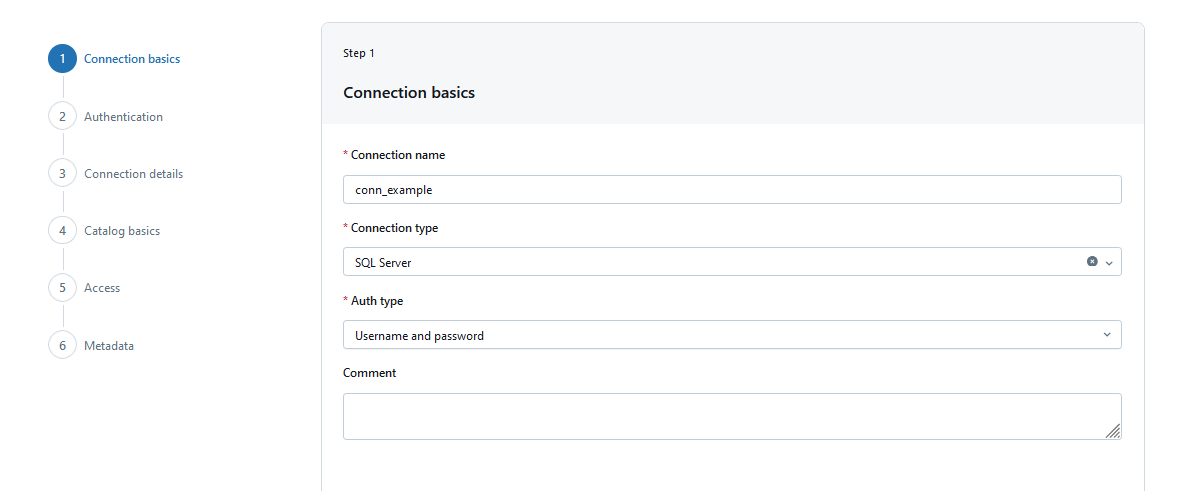 1 Connection basics
2 Authentication
3 Connection details
4 Catalog basics
5 Access
6 Metadata
Step 1
Connection basics
* Connection name
conn_example
* Connection type
SQL Server
* Auth type
Username and password
Comment